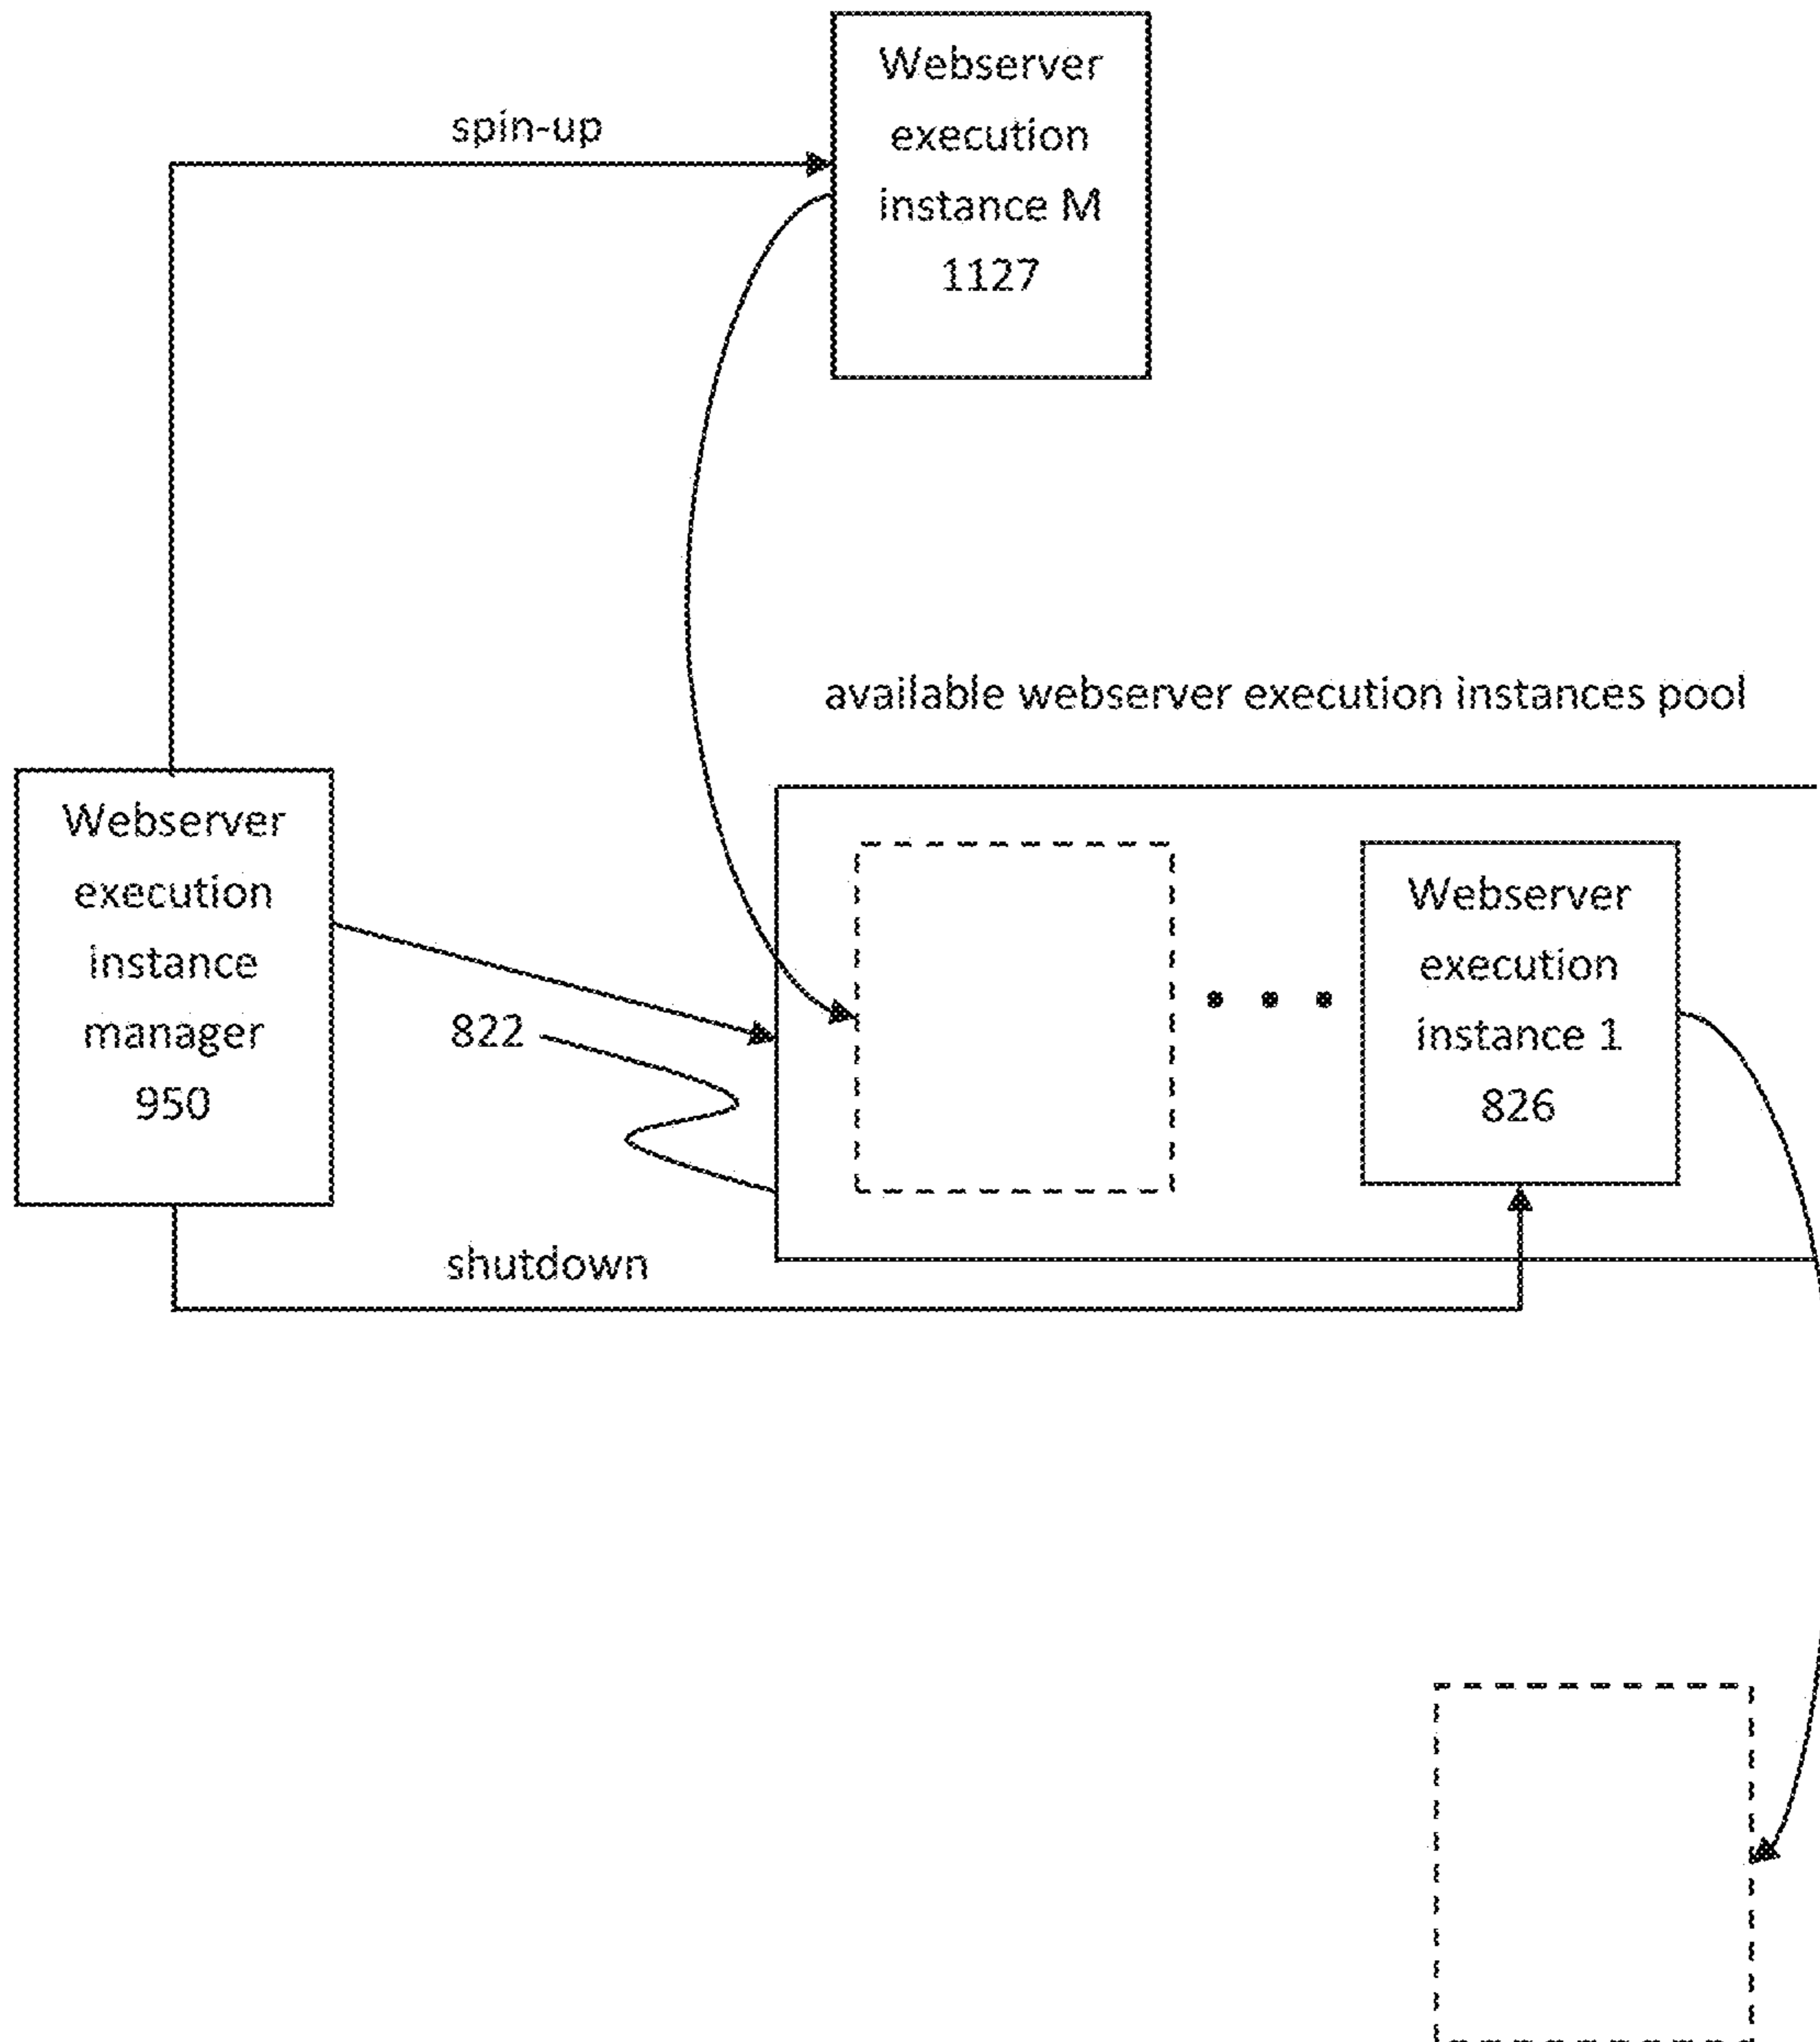 Webserver
execution
instance M
1127
spin-up
available webserver execution instances pool
Webserver
execution
instance
manager
950
822
Webserver
execution
instance 1
826
shutdown